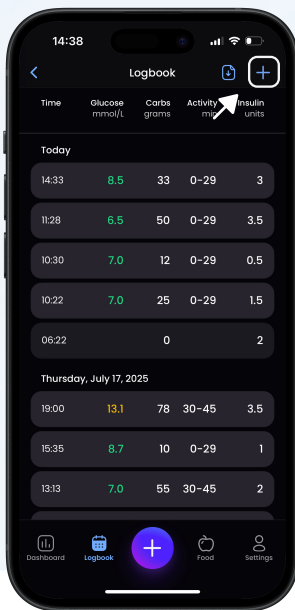 14:38
Logbook
Time Glucose Carbs Activity Insulin
mmol/L grams min units
Today
14:33 8.5 33 0-29 3
11:28 6.5 50 0-29 3.5
10:30 7.0 12 0-29 0.5
10:22 7.0 25 0-29 1.5
06:22 0 2
Thursday, July 17, 2025
19:00 13.1 78 30-45 3.5
15:35 8.7 10 0-29 1
13:13 7.0 55 30-45 2
Dashboard Logbook Food Settings